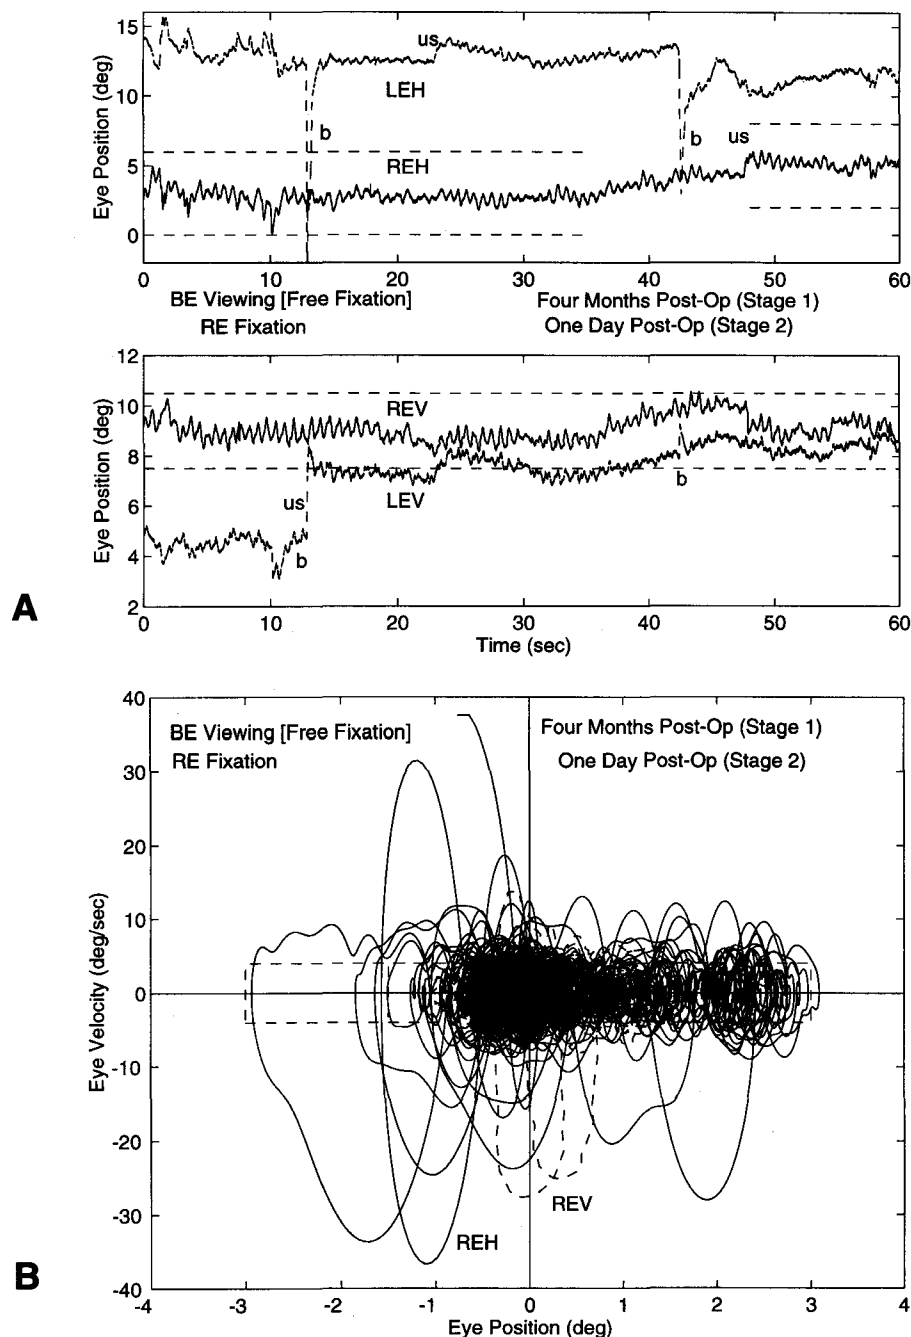 15
10
5
0
Eye Position (deg)
us
LEH
b
REH
b
us
0
10
20
30
40
50
60
BE Viewing [Free Fixation]
Four Months Post-Op (Stage 1)
RE Fixation
One Day Post-Op (Stage 2)
12
10
8
6
4
2
Eye Position (deg)
REV
us
LEV
b
b
A
0
10
20
30
40
50
60
Time (sec)
40
30
20
10
0
-10
-20
-30
-40
Eye Velocity (deg/sec)
BE Viewing [Free Fixation]
Four Months Post-Op (Stage 1)
RE Fixation
One Day Post-Op (Stage 2)
REV
REH
B
-4
-3
-2
-1
0
1
2
3
4
Eye Position (deg)